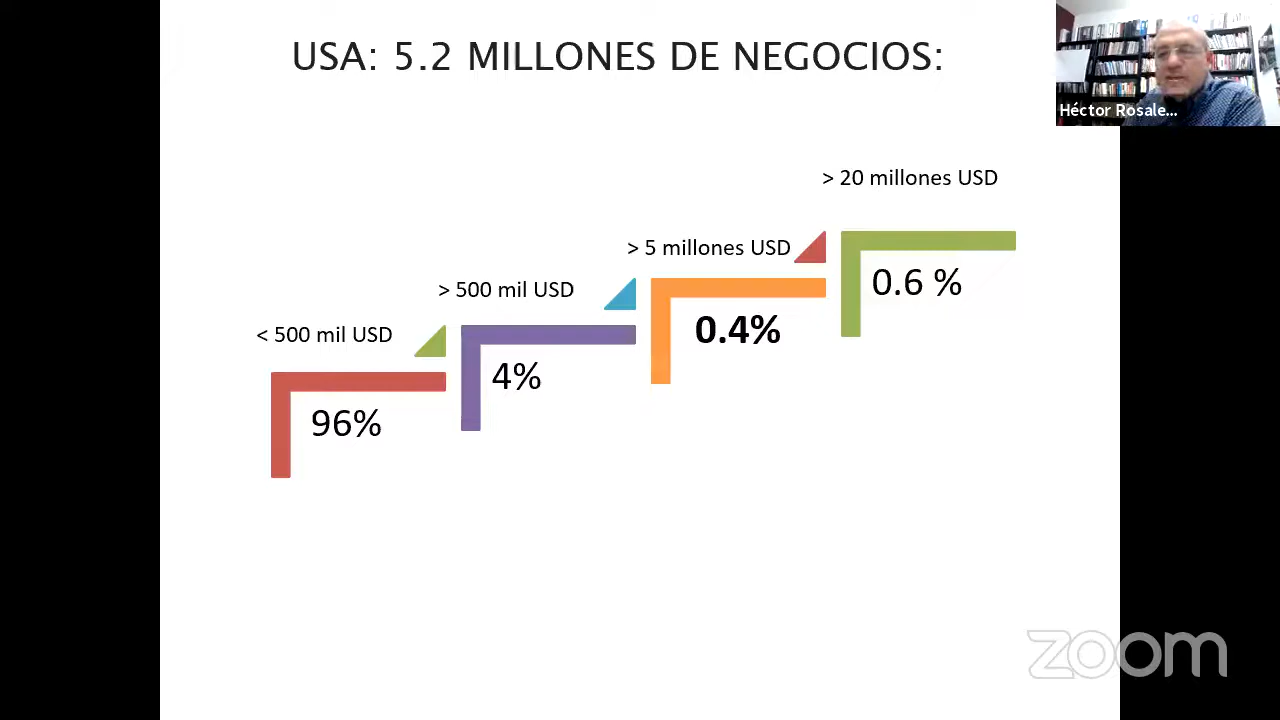 USA: 5.2 MILLONES DE NEGOCIOS:
Héctor Rosale...
> 20 millones USD
0.6 %
> 5 millones USD
0.4%
> 500 mil USD
4%
< 500 mil USD
96%
zoom